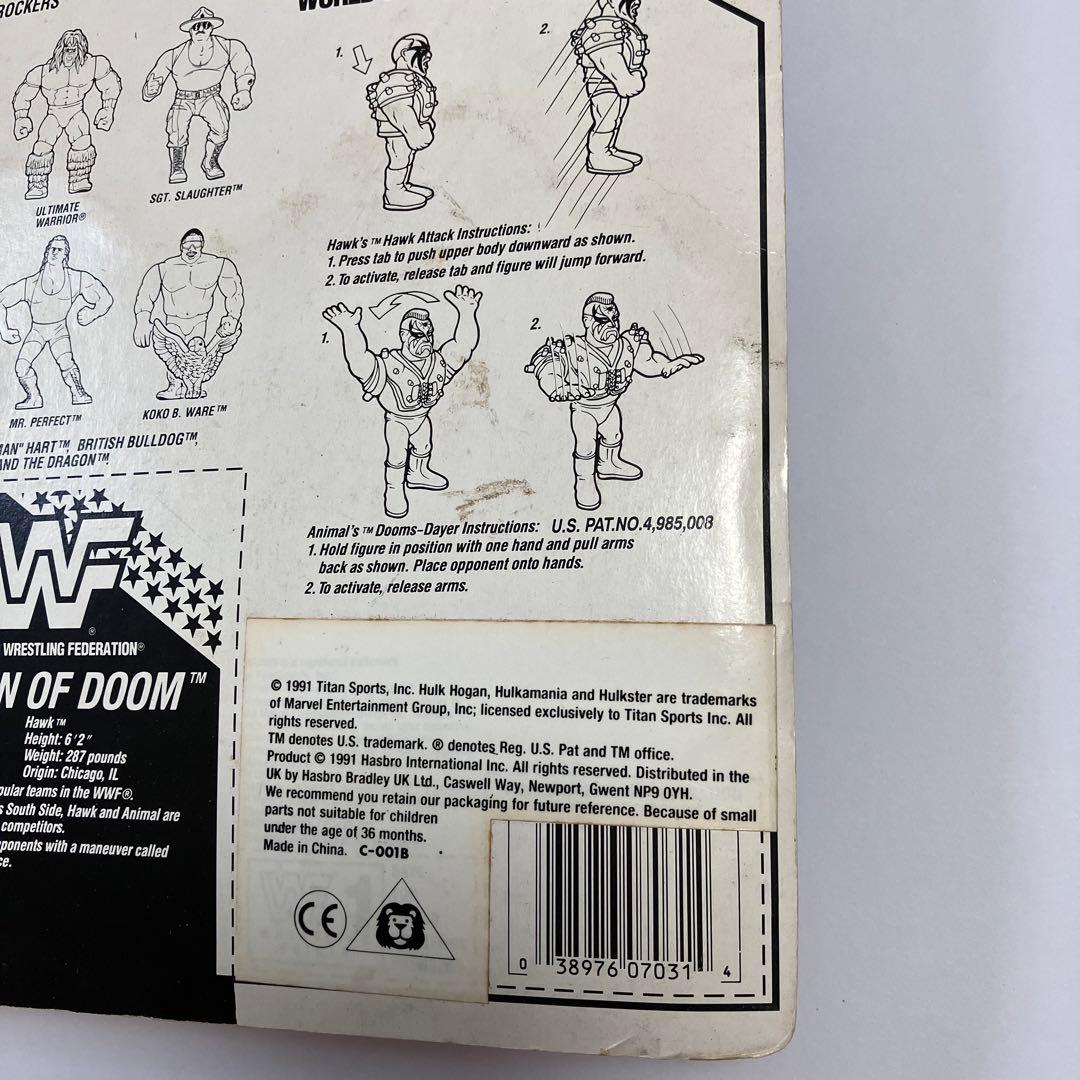 ROCKERS
1.
2.
ULTIMATE
WARRIOR®
SGT. SLAUGHTER™
Hawk's™ Hawk Attack Instructions:
1. Press tab to push upper body downward as shown.
2. To activate, release tab and figure will jump forward.
MR. PERFECT™
KOKO B. WARE™
HART™, BRITISH BULLDOG™,
AND THE DRAGON™.
1.
2.
Animal's™ Dooms-Dayer Instructions: U.S. PAT.NO.4,985,008
1. Hold figure in position with one hand and pull arms
back as shown. Place opponent onto hands.
2. To activate, release arms.
WF
®
WRESTLING FEDERATION®
OF DOOM™
Hawk™
Height: 6'2"
Weight: 287 pounds
Origin: Chicago, IL
teams in the WWF®.
South Side, Hawk and Animal are
competitors.
with a maneuver called
© 1991 Titan Sports, Inc. Hulk Hogan, Hulkamania and Hulkster are trademarks
of Marvel Entertainment Group, Inc; licensed exclusively to Titan Sports Inc. All
rights reserved.
TM denotes U.S. trademark. ® denotes Reg. U.S. Pat and TM office.
Product © 1991 Hasbro International Inc. All rights reserved. Distributed in the
UK by Hasbro Bradley UK Ltd., Caswell Way, Newport, Gwent NP9 0YH.
We recommend you retain our packaging for future reference. Because of small
parts not suitable for children
under the age of 36 months.
Made in China. C-001B
CE
0 38976 07031 4